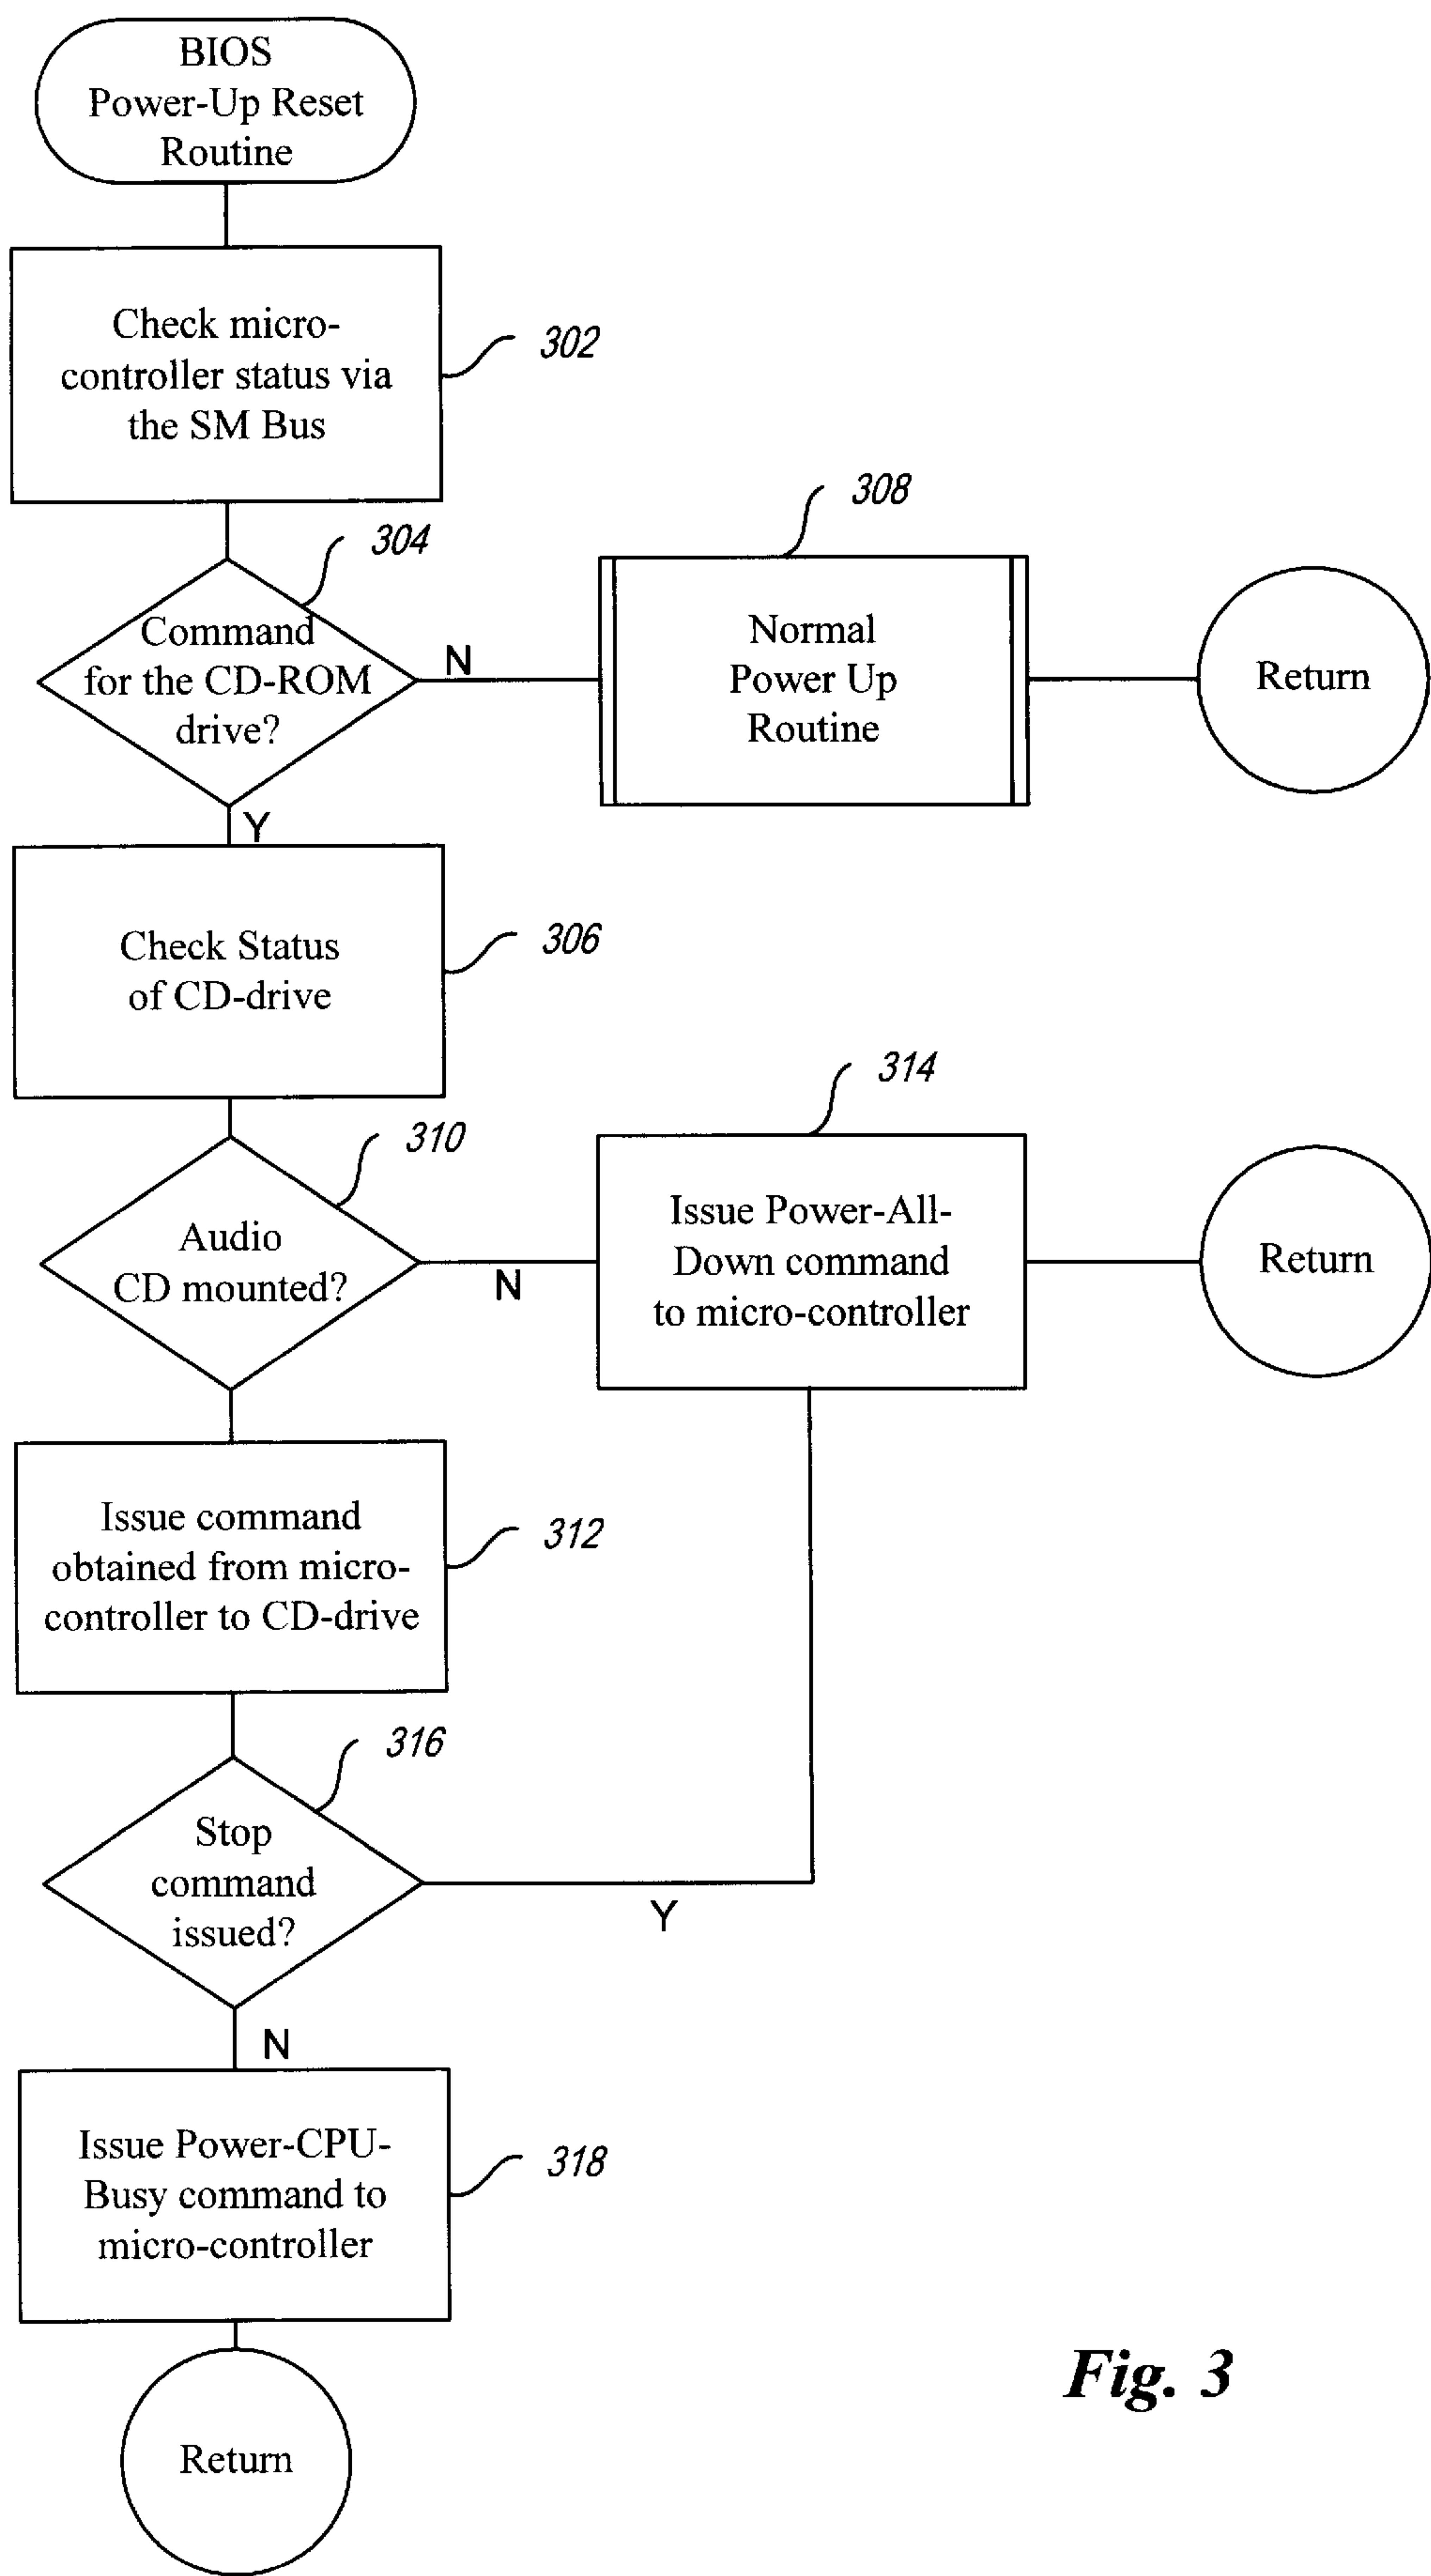 BIOS
Power-Up Reset
Routine
Check micro-
controller status via
the SM Bus
302
304
Command
for the CD-ROM
drive?
N
308
Normal
Power Up
Routine
Return
Y
Check Status
of CD-drive
306
310
Audio
CD mounted?
N
314
Issue Power-All-
Down command
to micro-controller
Return
Issue command
obtained from micro-
controller to CD-drive
312
316
Stop
command
issued?
Y
N
Issue Power-CPU-
Busy command to
micro-controller
318
Return
Fig. 3